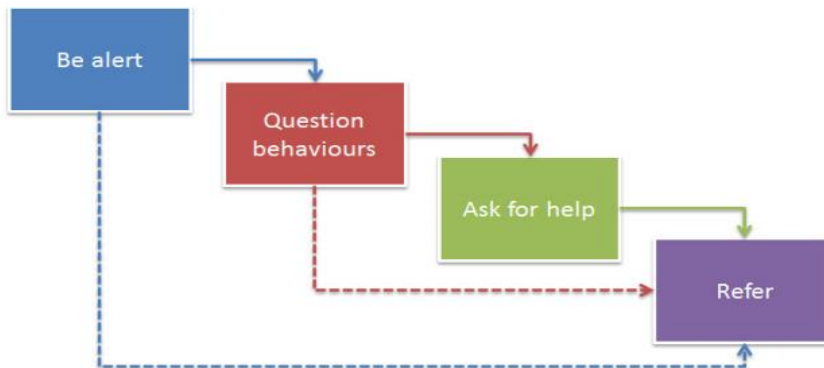 Be alert
Question
behaviours
Ask for help
Refer